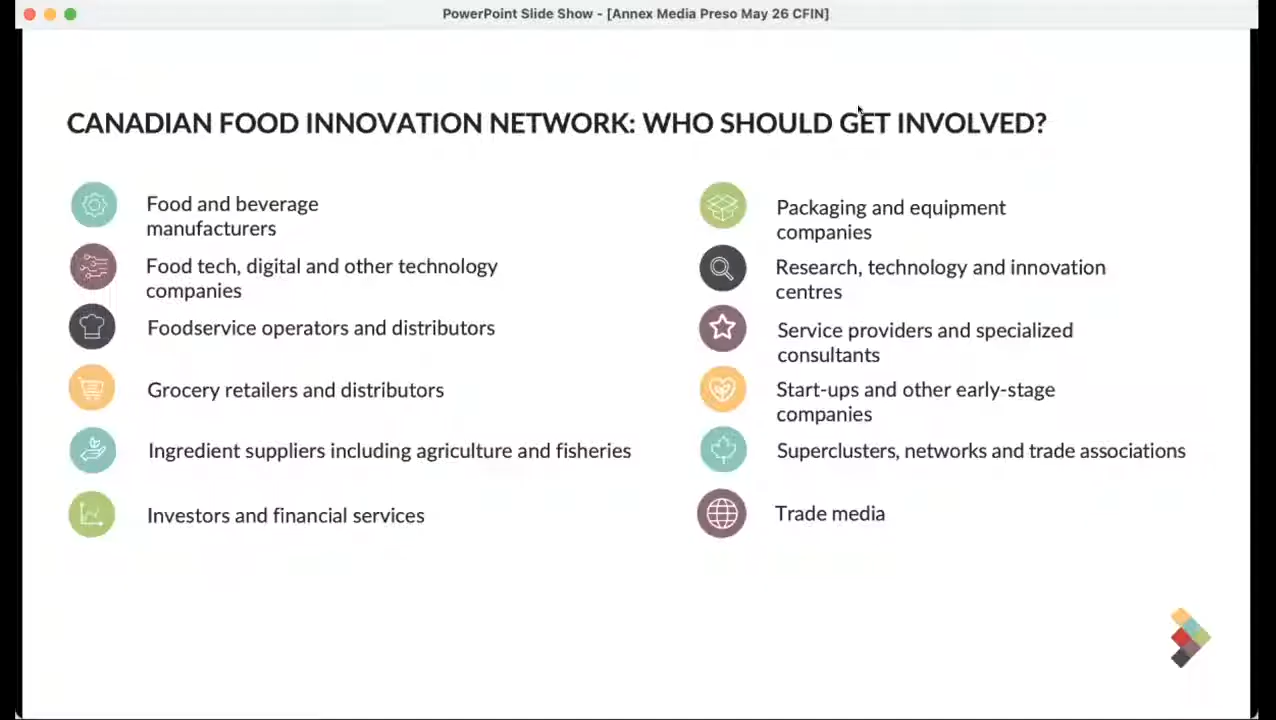 PowerPoint Slide Show - [Annex Media Preso May 26 CFIN]
CANADIAN FOOD INNOVATION NETWORK: WHO SHOULD GET INVOLVED?
Food and beverage
manufacturers
Food tech, digital and other technology
companies
Foodservice operators and distributors
Grocery retailers and distributors
Ingredient suppliers including agriculture and fisheries
Investors and financial services
Packaging and equipment
companies
Research, technology and innovation
centres
Service providers and specialized
consultants
Start-ups and other early-stage
companies
Superclusters, networks and trade associations
Trade media